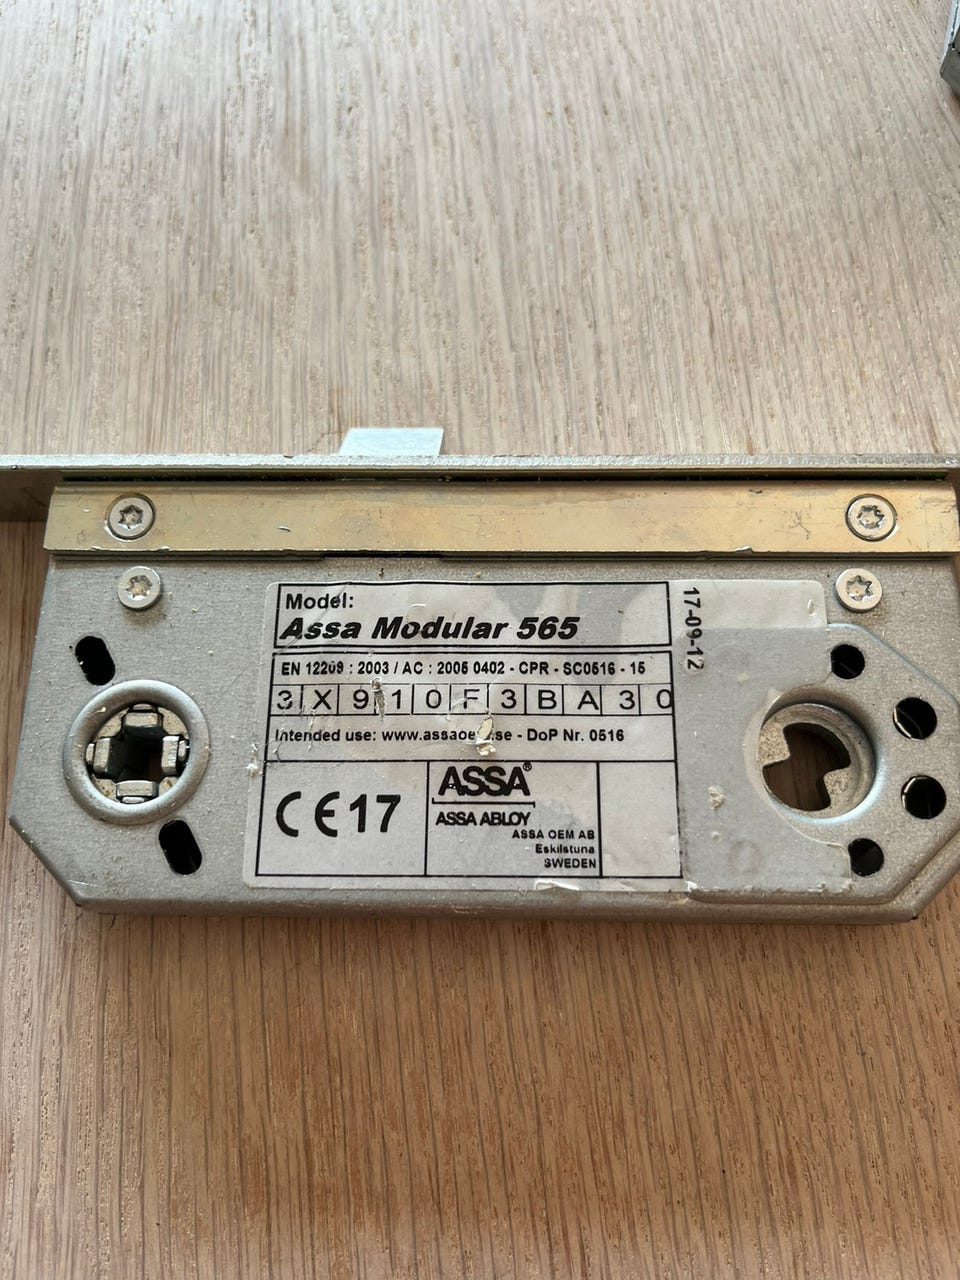 Model:
Assa Modular 565
EN 12209 : 2003 / AC : 2005 0402 - CPR - SC0516 - 15
3 X 9 1 0 F 3 B A 3 0
Intended use: www.assaoem.se - DoP Nr. 0516
CE 17
ASSA®
ASSA ABLOY
ASSA OEM AB
Eskilstuna
SWEDEN
17-09-12